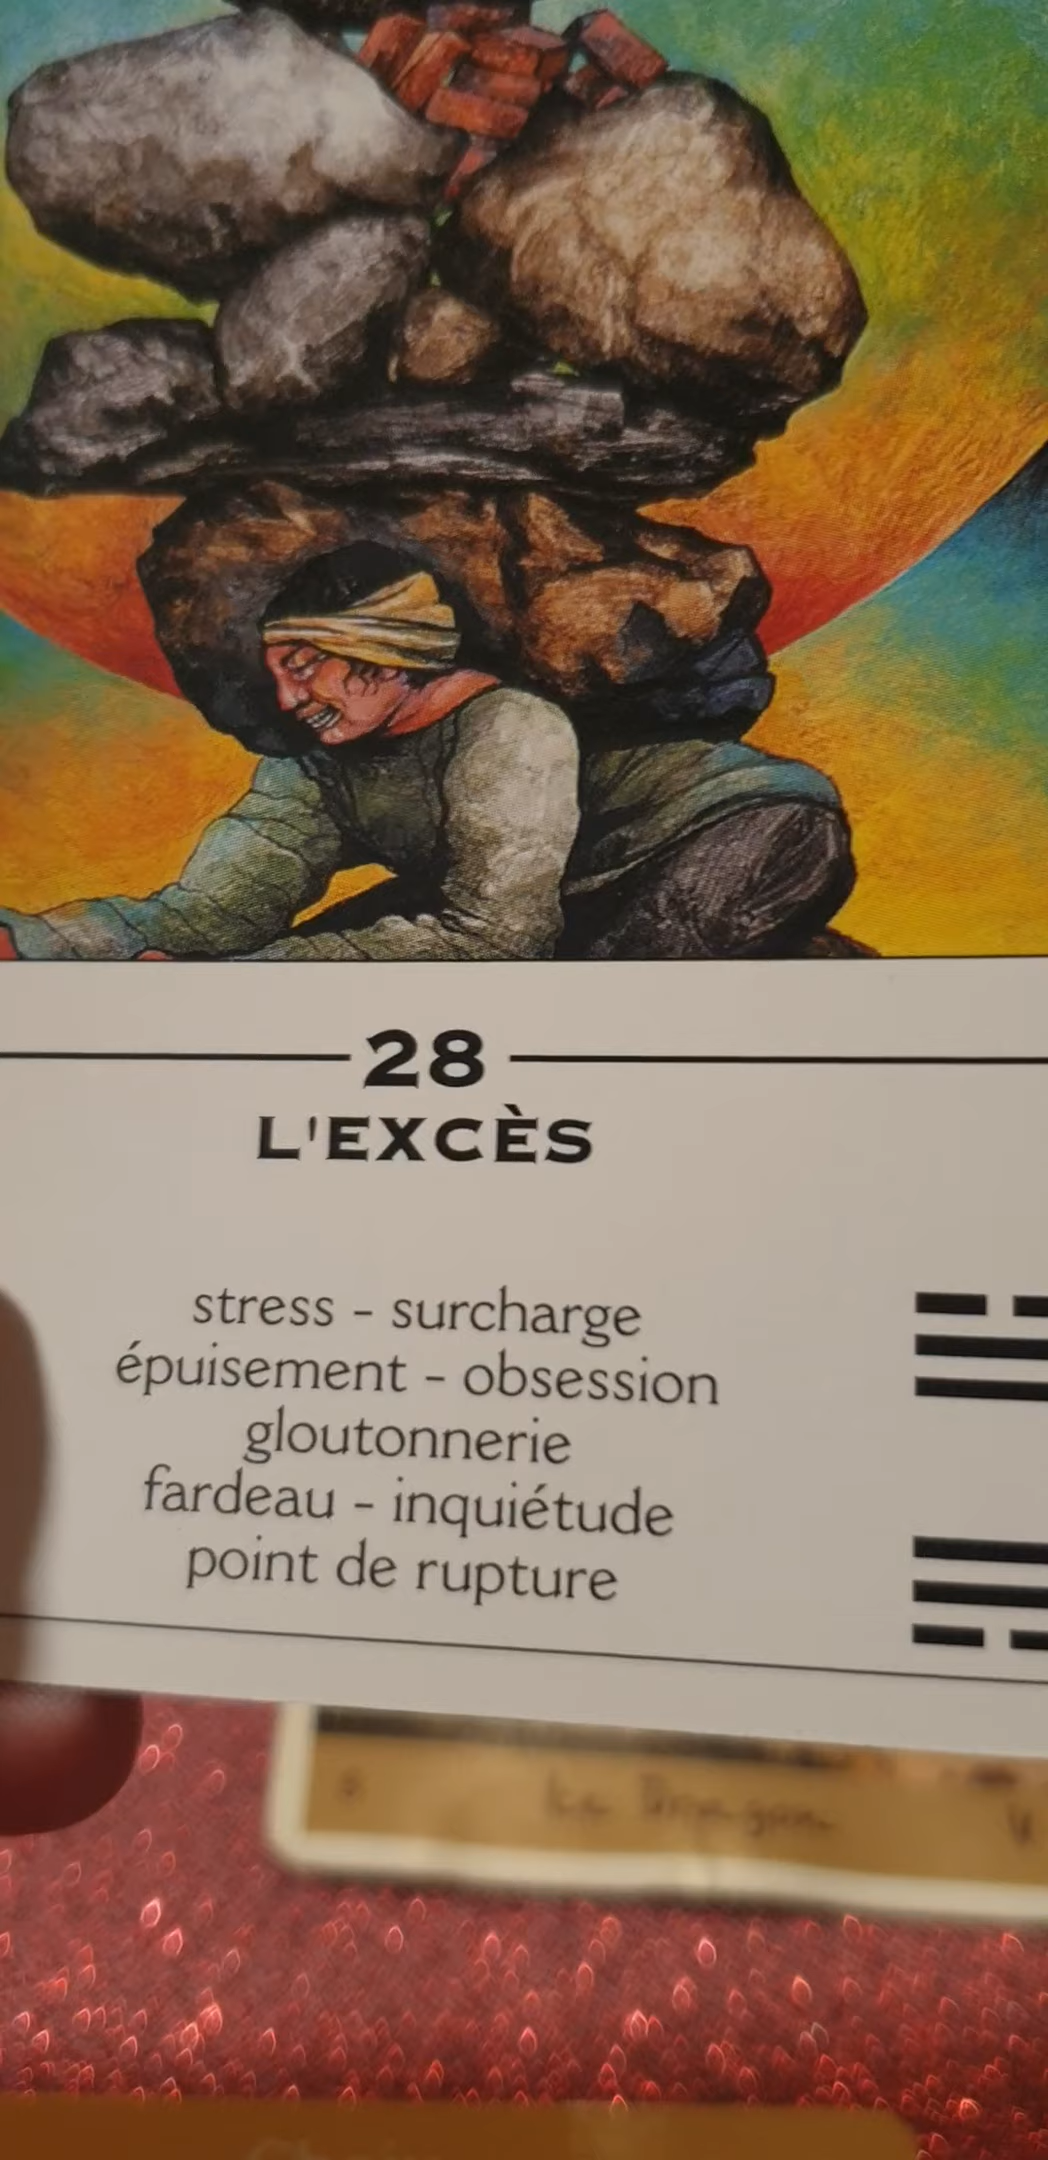 28
L'EXCÈS
stress - surcharge
épuisement - obsession
gloutonnerie
fardeau - inquiétude
point de rupture